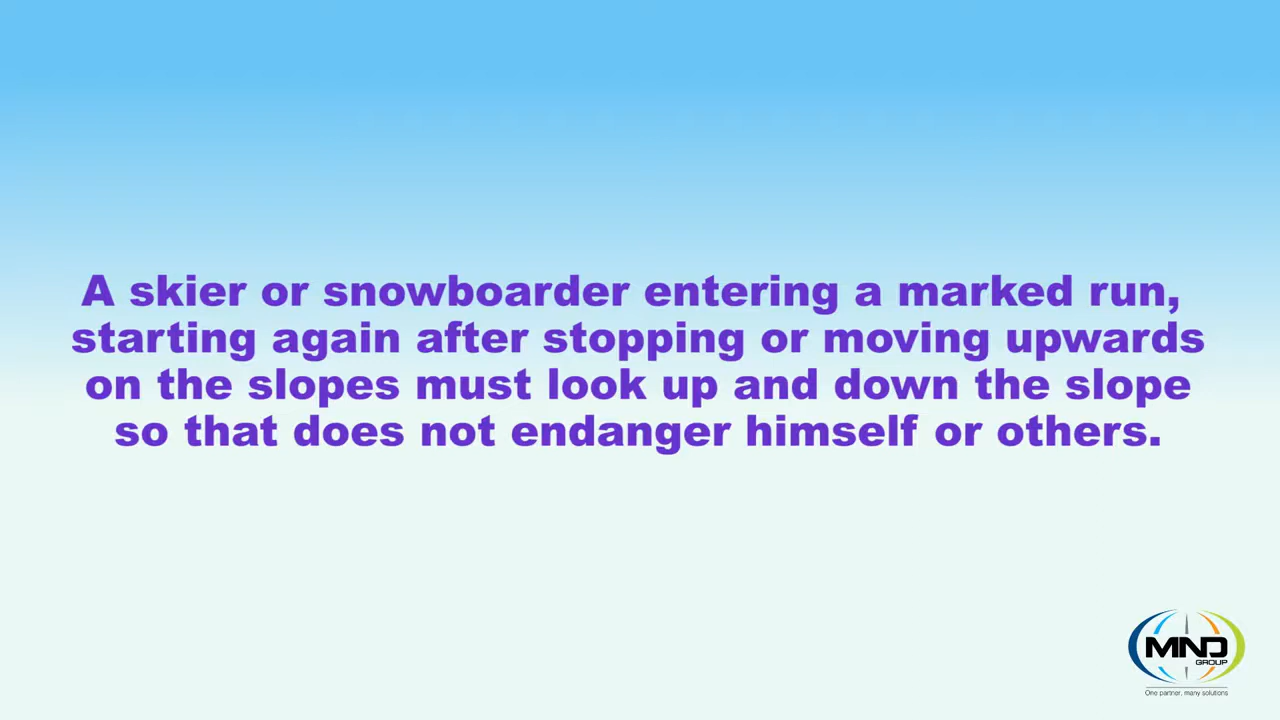 A skier or snowboarder entering a marked run,
starting again after stopping or moving upwards
on the slopes must look up and down the slope
so that does not endanger himself or others.
MND
GROUP
One partner, many solutions